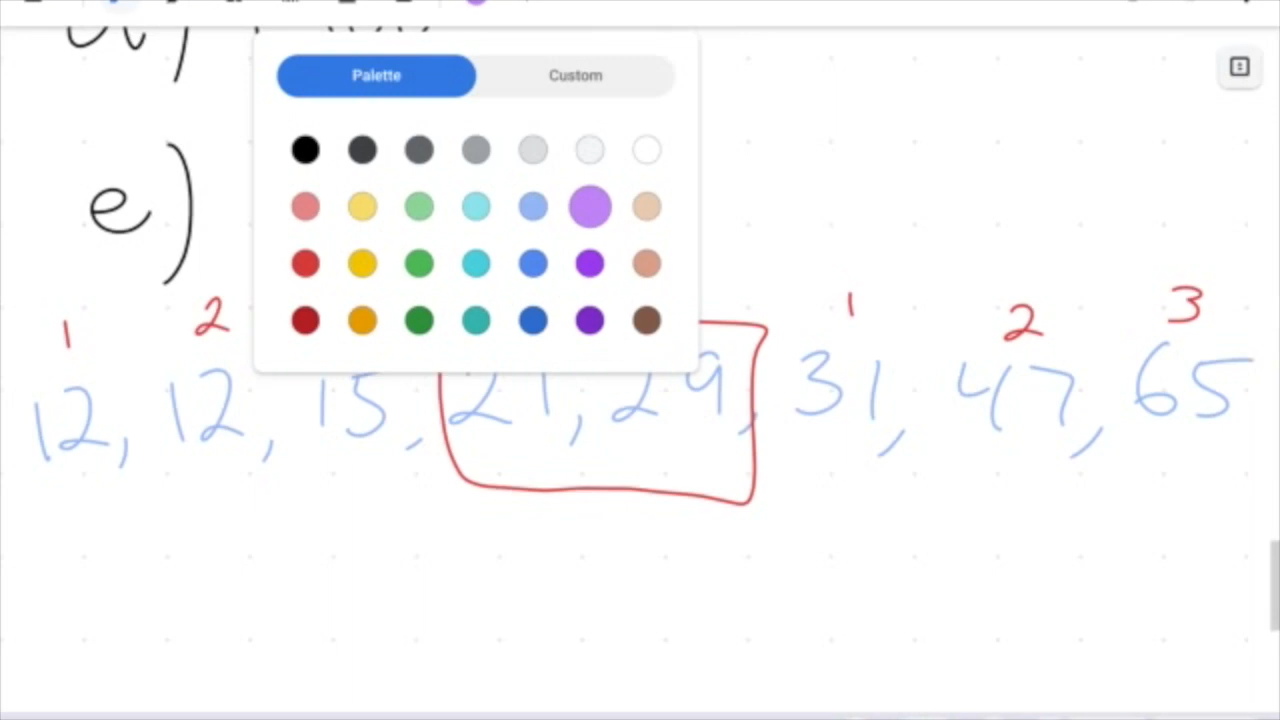 Palette Custom
e)
1 2 1 2 3
12, 12, 15, 21, 29, 31, 47, 65